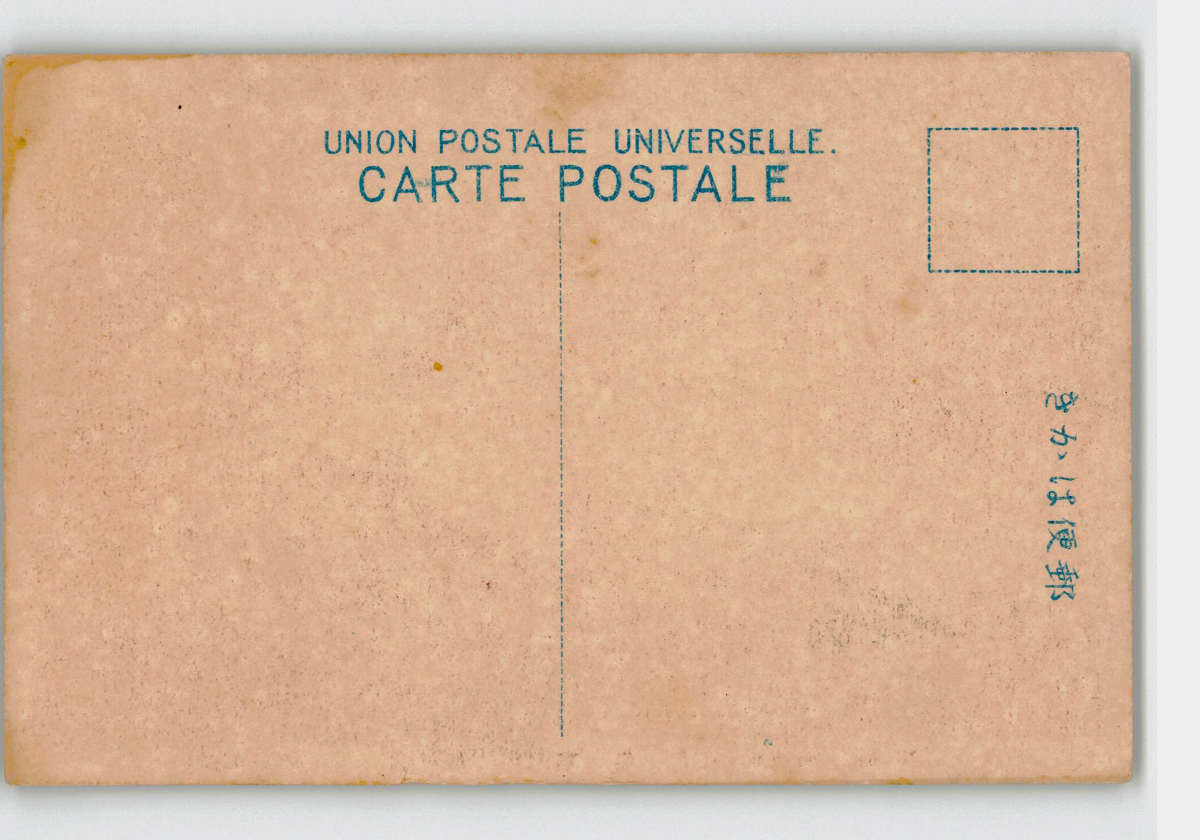 UNION POSTALE UNIVERSELLE.
CARTE POSTALE
郵便はかき